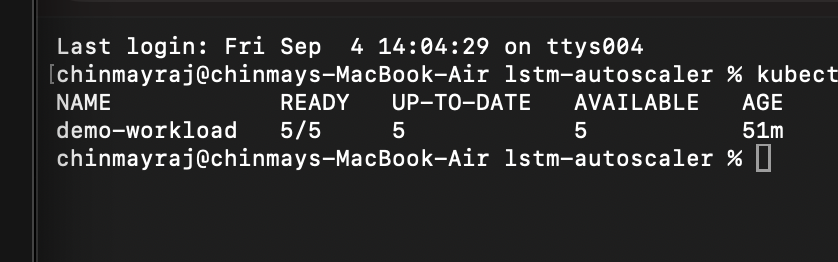 Last login: Fri Sep  4 14:04:29 on ttys004
[chinmayraj@chinmays-MacBook-Air lstm-autoscaler % kubect
NAME            READY   UP-TO-DATE   AVAILABLE   AGE
demo-workload   5/5     5            5           51m
chinmayraj@chinmays-MacBook-Air lstm-autoscaler %